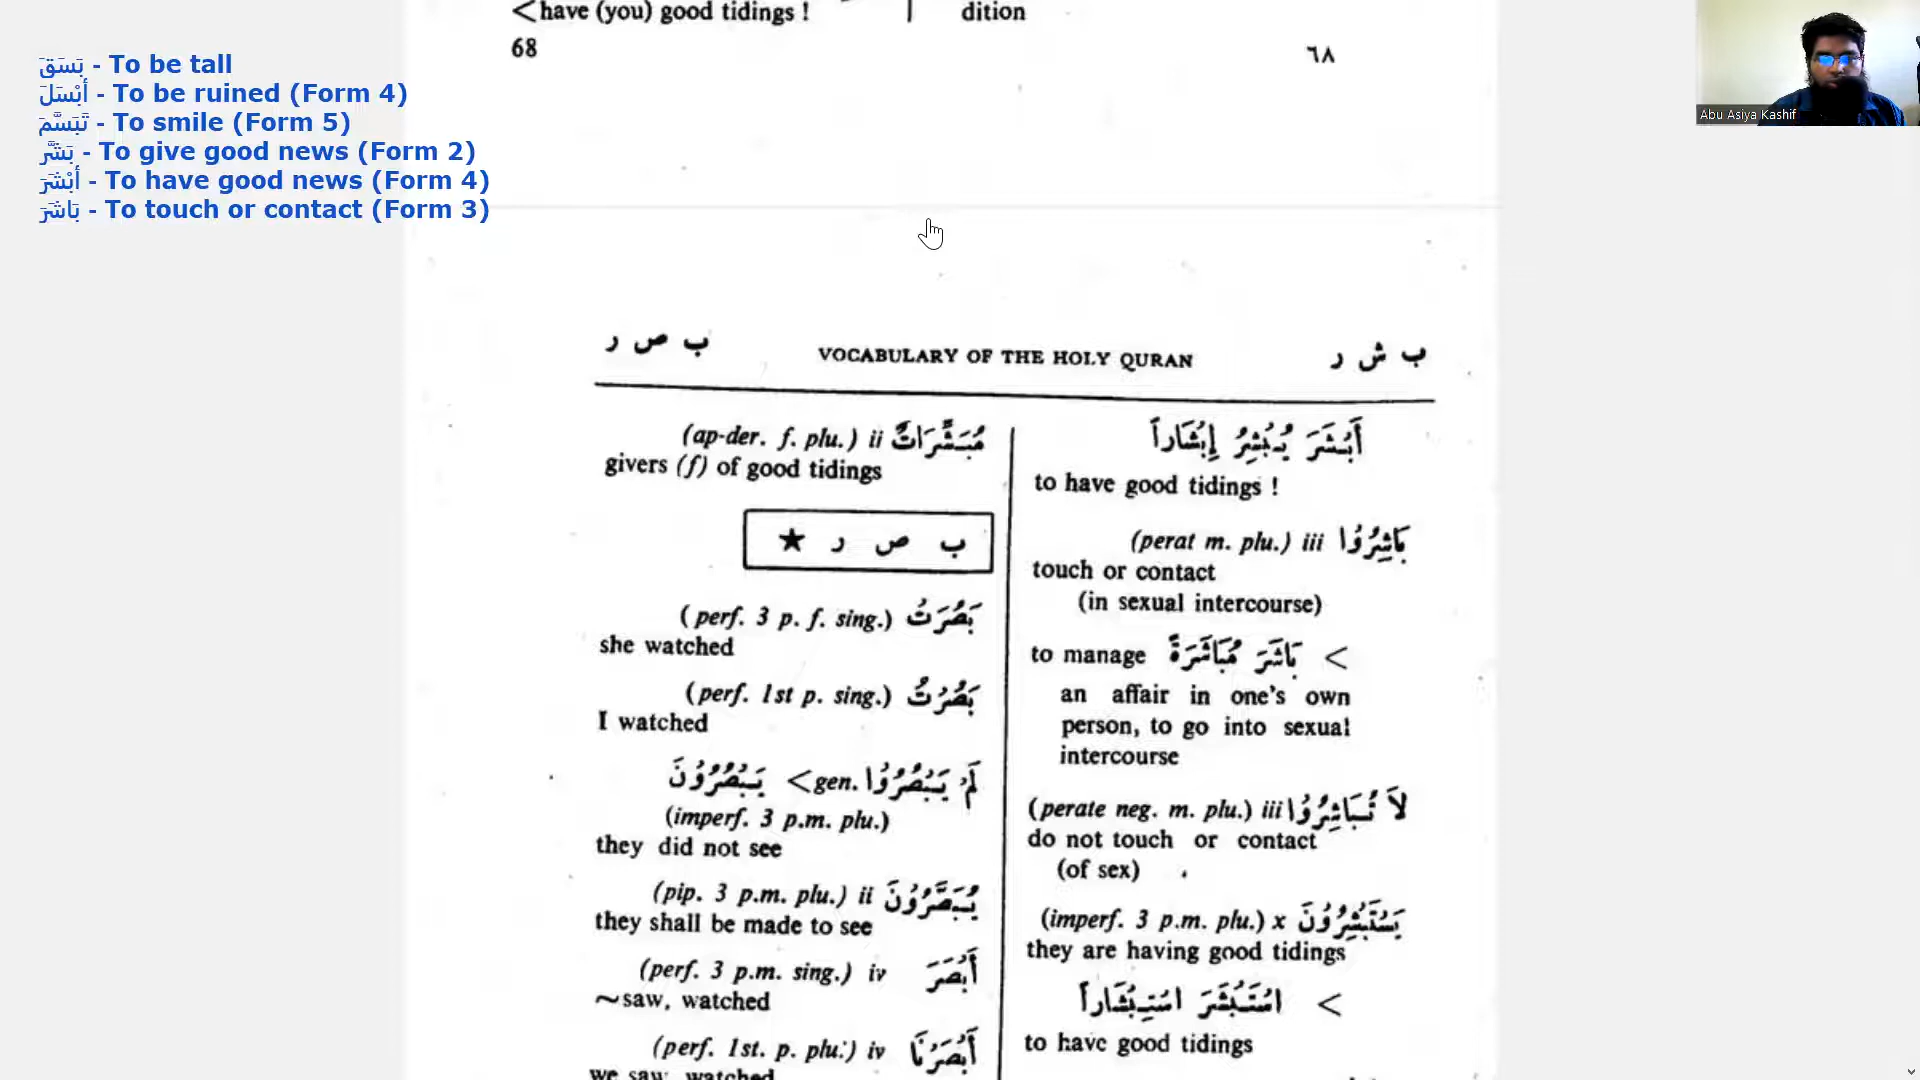 <have (you) good tidings !
dition
68
٦٨
بَسَقَ - To be tall
أَبْسَلَ - To be ruined (Form 4)
تَبَسَّمَ - To smile (Form 5)
بَشَّرَ - To give good news (Form 2)
أَبْشَرَ - To have good news (Form 4)
بَاشَرَ - To touch or contact (Form 3)
Abu Asiya Kashif
ب ش ر
VOCABULARY OF THE HOLY QURAN
ب ص ر
أَبْشَرَ يُبْشِرُ إِبْشَاراً
to have good tidings !
بَاشِرُوْا iii (perat m. plu.)
touch or contact
(in sexual intercourse)
< بَاشَرَ مُبَاشَرَةً to manage
an affair in one's own
person, to go into sexual
intercourse
لاَ تُبَاشِرُوْا iii (perate neg. m. plu.)
do not touch or contact
(of sex)
يَسْتَبْشِرُوْنَ x (imperf. 3 p.m. plu.)
they are having good tidings
< اسْتَبْشَرَ اسْتِبْشَاراً
to have good tidings
مُبَشِّرَاتٌ ii (ap-der. f. plu.)
givers (f) of good tidings
ب ص ر ★
بَصُرَتْ (perf. 3 p. f. sing.)
she watched
بَصُرْتُ (perf. 1st p. sing.)
I watched
لَمْ يَبْصُرُوْا gen.> يَبْصُرُوْنَ
(imperf. 3 p.m. plu.)
they did not see
يُبَصَّرُوْنَ ii (pip. 3 p.m. plu.)
they shall be made to see
أَبْصَرَ iv (perf. 3 p.m. sing.)
~saw, watched
أَبْصَرْنَا iv (perf. 1st. p. plu.)
we saw, watched